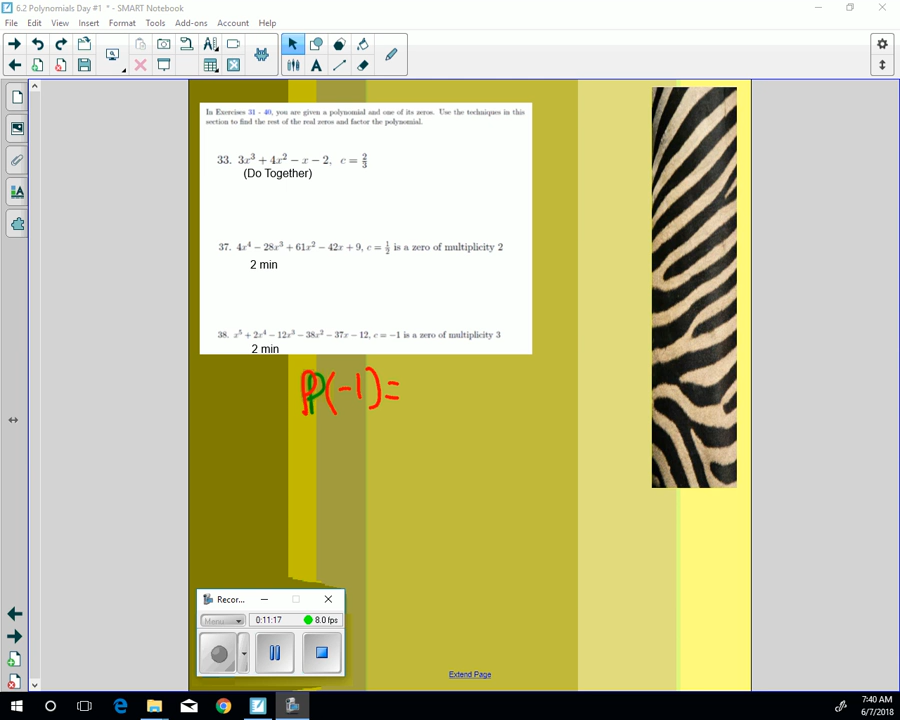 6.2 Polynomials Day #1 * - SMART Notebook
File Edit View Insert Format Tools Add-ons Account Help
In Exercises 31 - 40, you are given a polynomial and one of its zeros. Use the techniques in this
section to find the rest of the real zeros and factor the polynomial.
33. 3x³ + 4x² − x − 2, c = 2/3
(Do Together)
37. 4x⁴ − 28x³ + 61x² − 42x + 9, c = 1/2 is a zero of multiplicity 2
2 min
38. x⁵ + 2x⁴ − 12x³ − 38x² − 37x − 12, c = −1 is a zero of multiplicity 3
2 min
P(-1)=
Recor...
Menu 0:11:17 8.0 fps
Extend Page
7:40 AM
6/7/2018